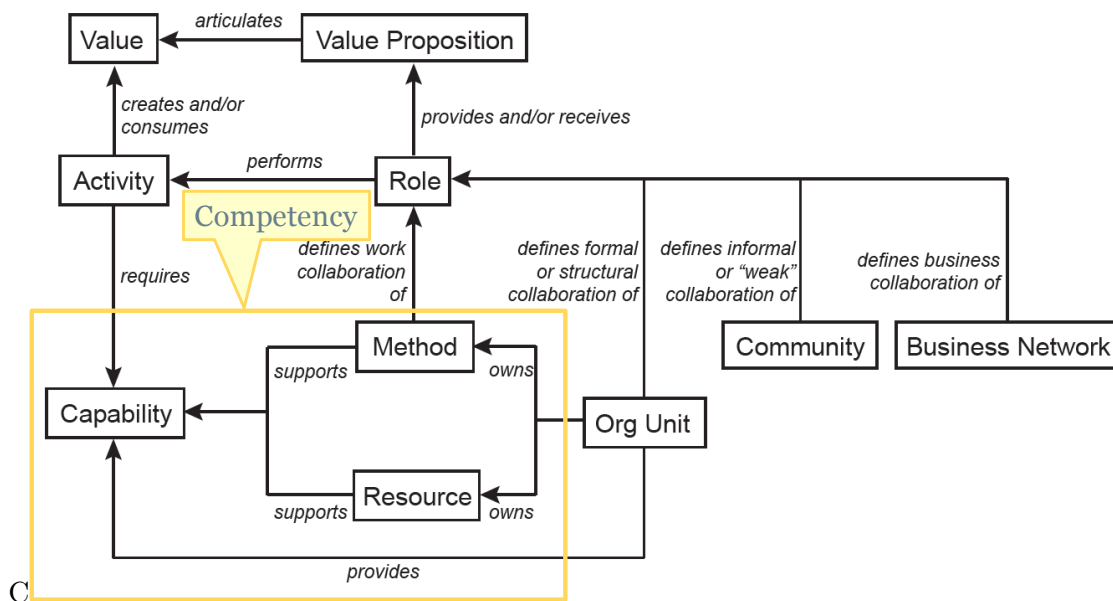 articulates
Value
Value Proposition
creates and/or
consumes
provides and/or receives
performs
Activity
Role
Competency
defines work
collaboration
of
defines formal
or structural
collaboration of
defines informal
or “weak”
collaboration of
defines business
collaboration of
requires
Method
Community
Business Network
supports
owns
Capability
Org Unit
Resource
supports
owns
provides
C